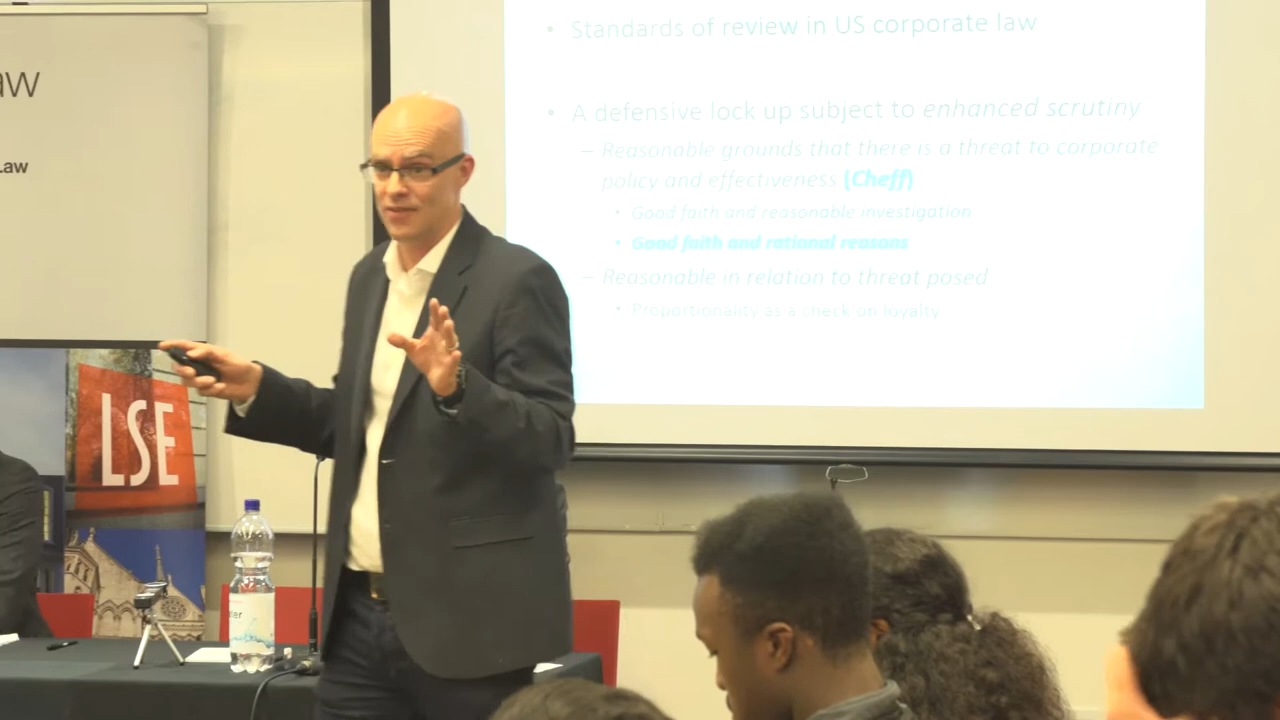 aw
Law
LSE
• Standards of review in US corporate law
• A defensive lock up subject to enhanced scrutiny
– Reasonable grounds that there is a threat to corporate
policy and effectiveness (Cheff)
• Good faith and reasonable investigation
• Good faith and rational reasons
– Reasonable in relation to threat posed
• Proportionality as a check on loyalty